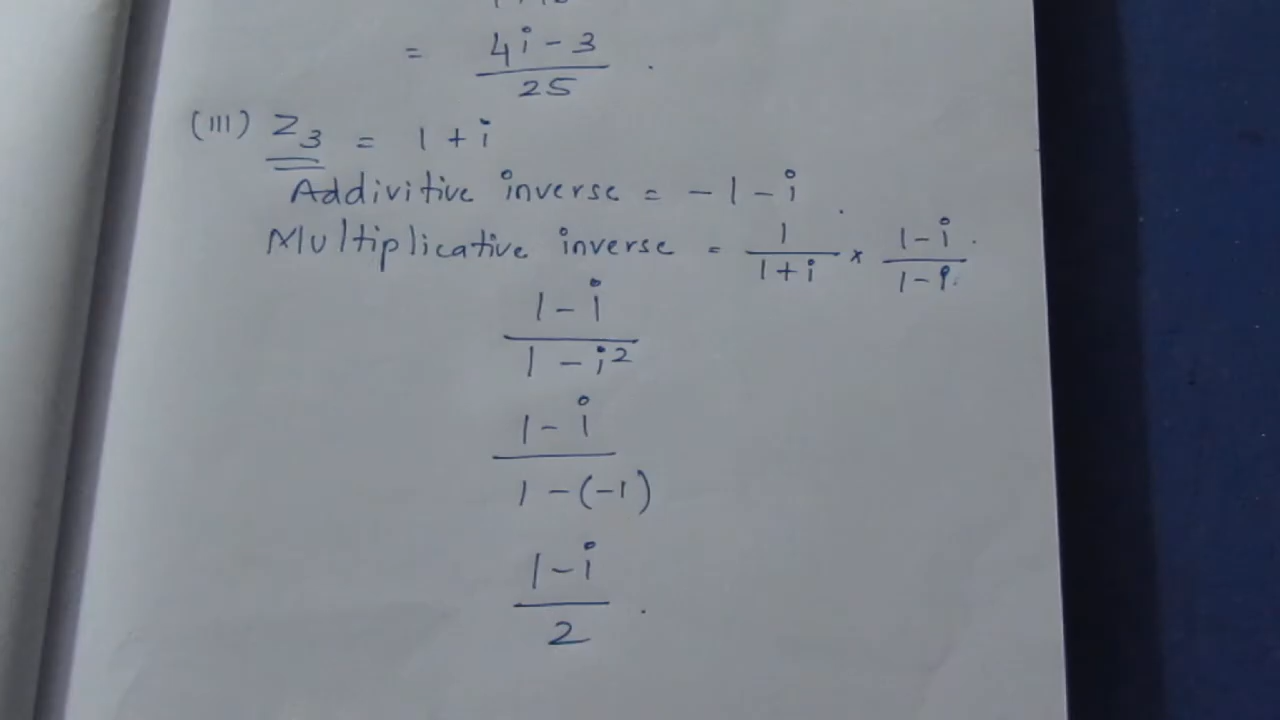 = 4i - 3 / 25 .
(III) Z3 = 1 + i
Addivitive inverse = - 1 - i .
Multiplicative inverse = 1 / 1 + i × 1 - i / 1 - i .
1 - i / 1 - i²
1 - i / 1 - (-1)
1 - i / 2 .